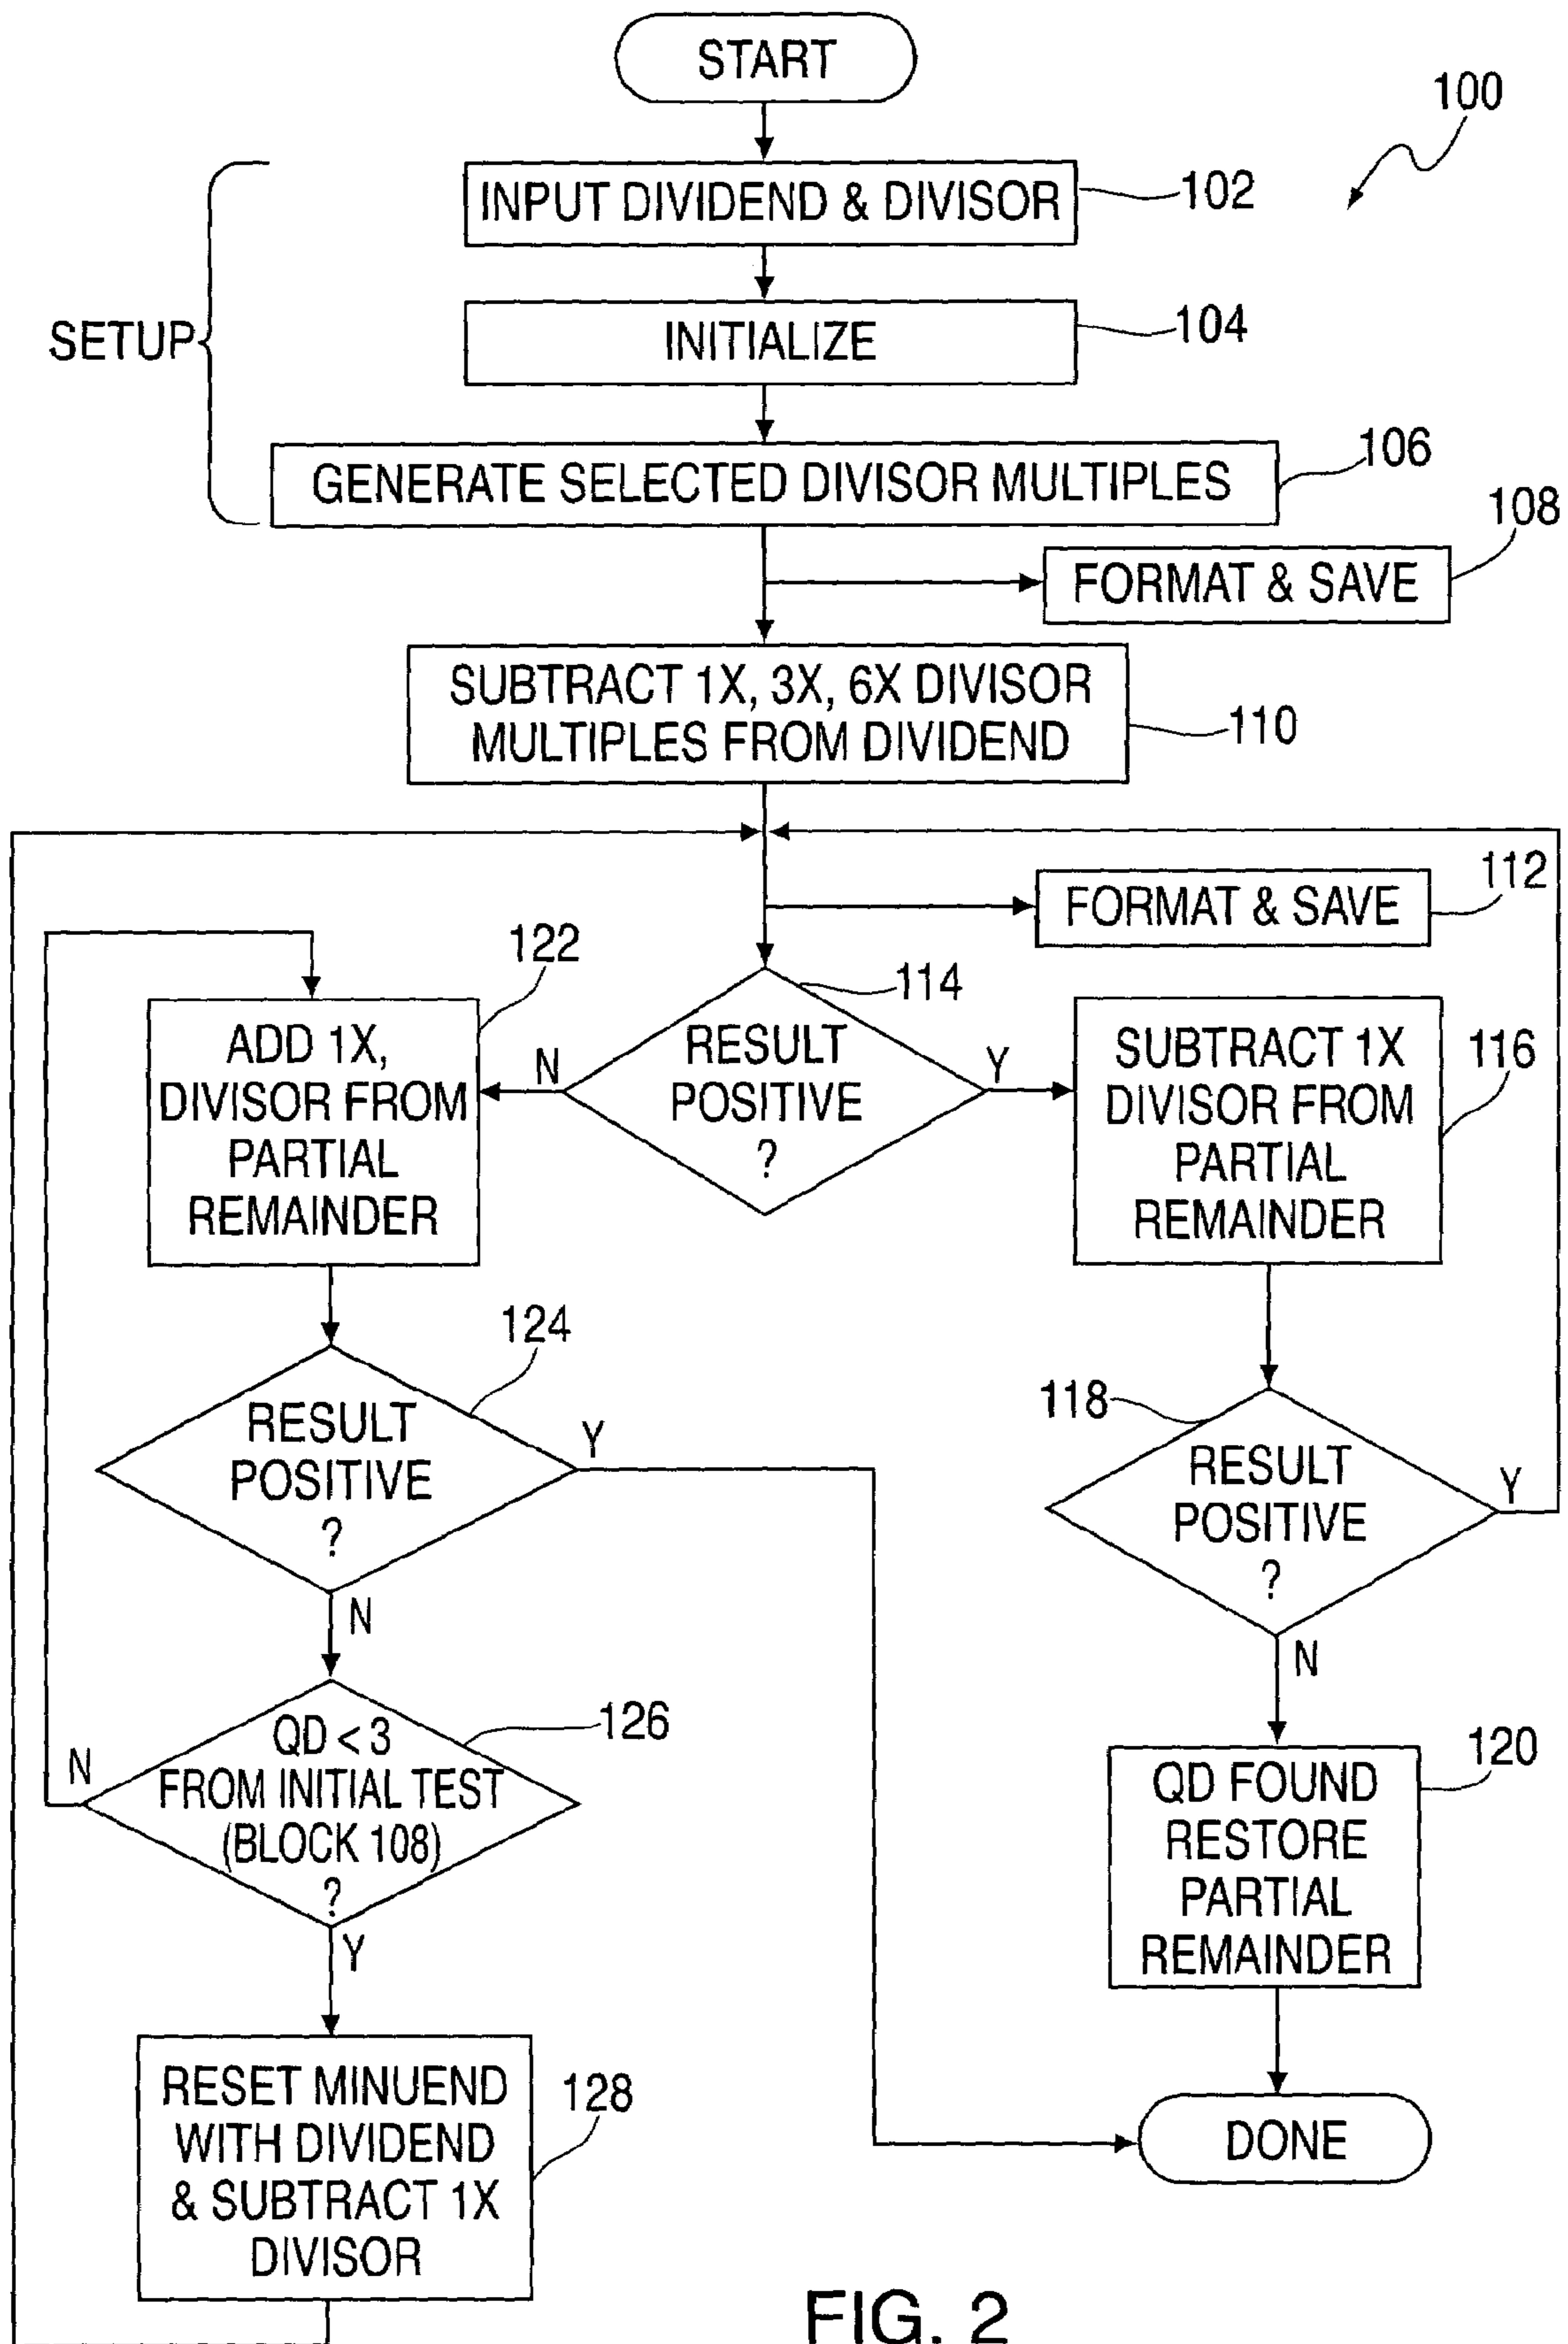 START
100
INPUT DIVIDEND & DIVISOR
102
SETUP
INITIALIZE
104
GENERATE SELECTED DIVISOR MULTIPLES
106
108
FORMAT & SAVE
SUBTRACT 1X, 3X, 6X DIVISOR
MULTIPLES FROM DIVIDEND
110
112
FORMAT & SAVE
122
114
ADD 1X,
DIVISOR FROM
PARTIAL
REMAINDER
N
RESULT
POSITIVE
?
Y
SUBTRACT 1X
DIVISOR FROM
PARTIAL
REMAINDER
116
124
RESULT
POSITIVE
?
Y
N
118
RESULT
POSITIVE
?
Y
N
126
QD < 3
FROM INITIAL TEST
(BLOCK 108)
?
N
Y
120
QD FOUND
RESTORE
PARTIAL
REMAINDER
RESET MINUEND
WITH DIVIDEND
& SUBTRACT 1X
DIVISOR
128
DONE
FIG. 2